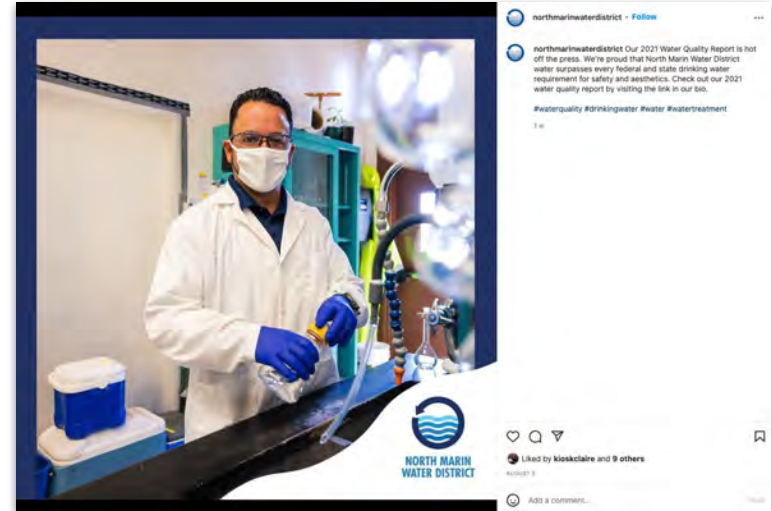 northmarinwaterdistrict • Follow
northmarinwaterdistrict Our 2021 Water Quality Report is hot
off the press. We're proud that North Marin Water District
water surpasses every federal and state drinking water
requirement for safety and aesthetics. Check out our 2021
water quality report by visiting the link in our bio.
#waterquality #drinkingwater #water #watertreatment
NORTH MARIN
WATER DISTRICT
Liked by kioskclaire and 9 others
Add a comment...